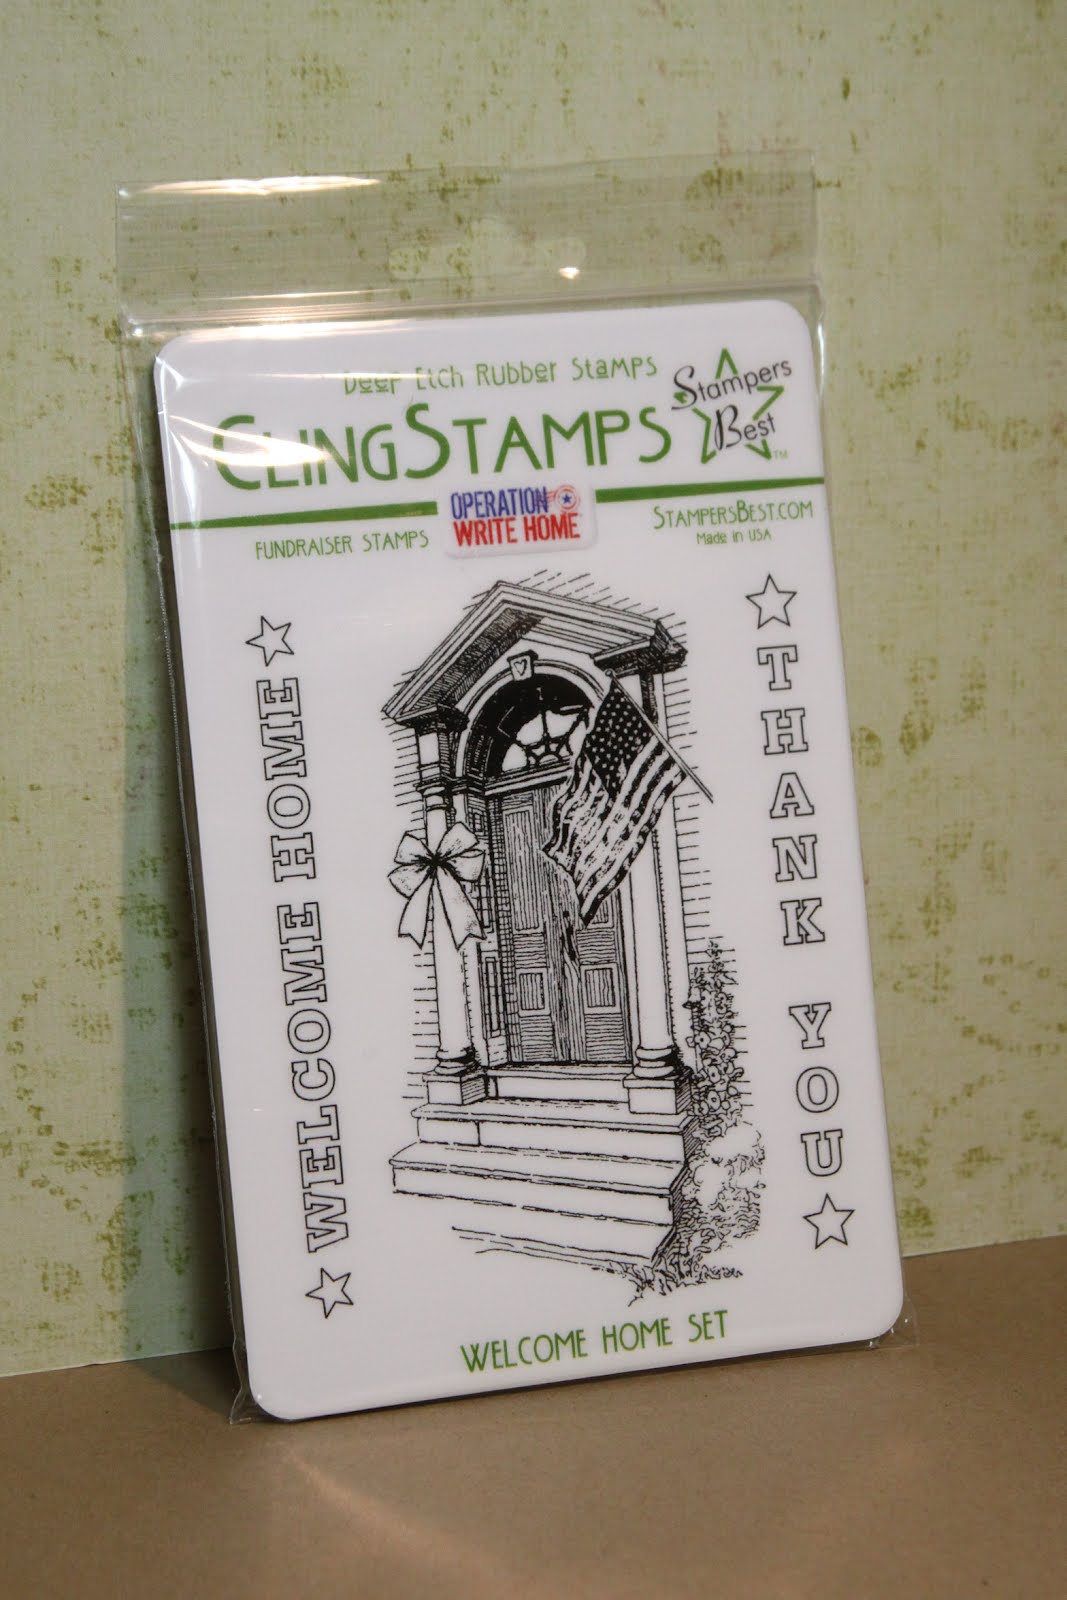 Deep Etch Rubber Stamps
ClingStamps
Stampers
Best
TM
OPERATION
WRITE HOME
FUNDRAISER STAMPS
StampersBest.com
Made in USA
WELCOME HOME
THANK YOU
WELCOME HOME SET